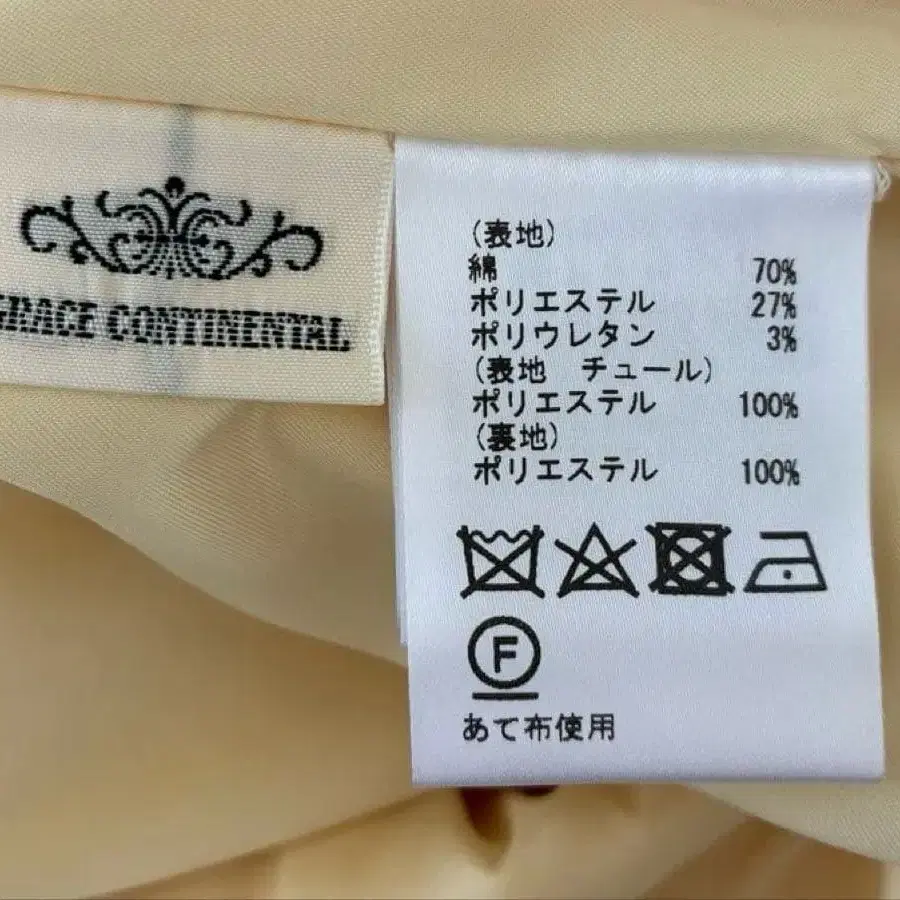 GRACE CONTINENTAL
（表地）
綿 70%
ポリエステル 27%
ポリウレタン 3%
（表地　チュール）
ポリエステル 100%
（裏地）
ポリエステル 100%
F
あて布使用